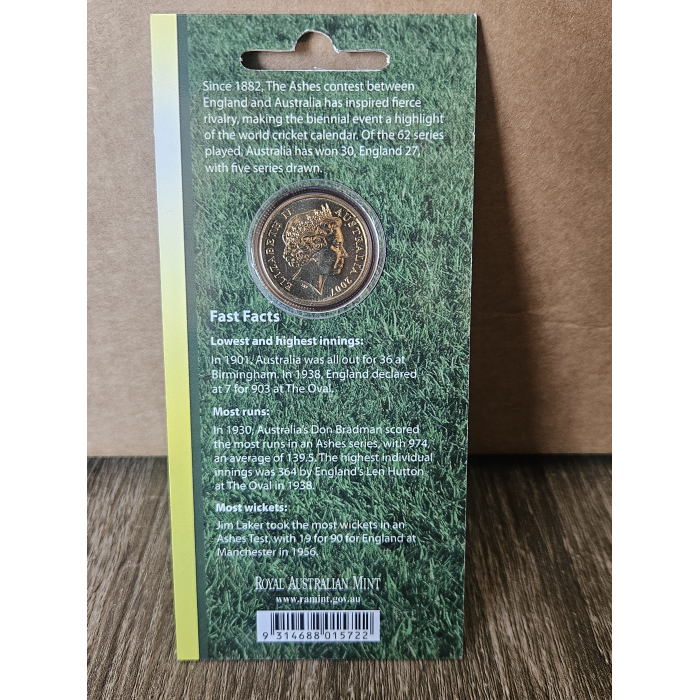 Since 1882, The Ashes contest between
England and Australia has inspired fierce
rivalry, making the biennial event a highlight
of the world cricket calendar. Of the 62 series
played, Australia has won 30, England 27,
with five series drawn.
ELIZABETH II AUSTRALIA 2007
Fast Facts
Lowest and highest innings:
In 1901, Australia was all out for 36 at
Birmingham. In 1938, England declared
at 7 for 903 at The Oval.
Most runs:
In 1930, Australia's Don Bradman scored
the most runs in an Ashes series, with 974,
an average of 139.5. The highest individual
innings was 364 by England's Len Hutton
at The Oval in 1938.
Most wickets:
Jim Laker took the most wickets in an
Ashes Test, with 19 for 90 for England at
Manchester in 1956.
ROYAL AUSTRALIAN MINT
www.ramint.gov.au
9 314688 015722